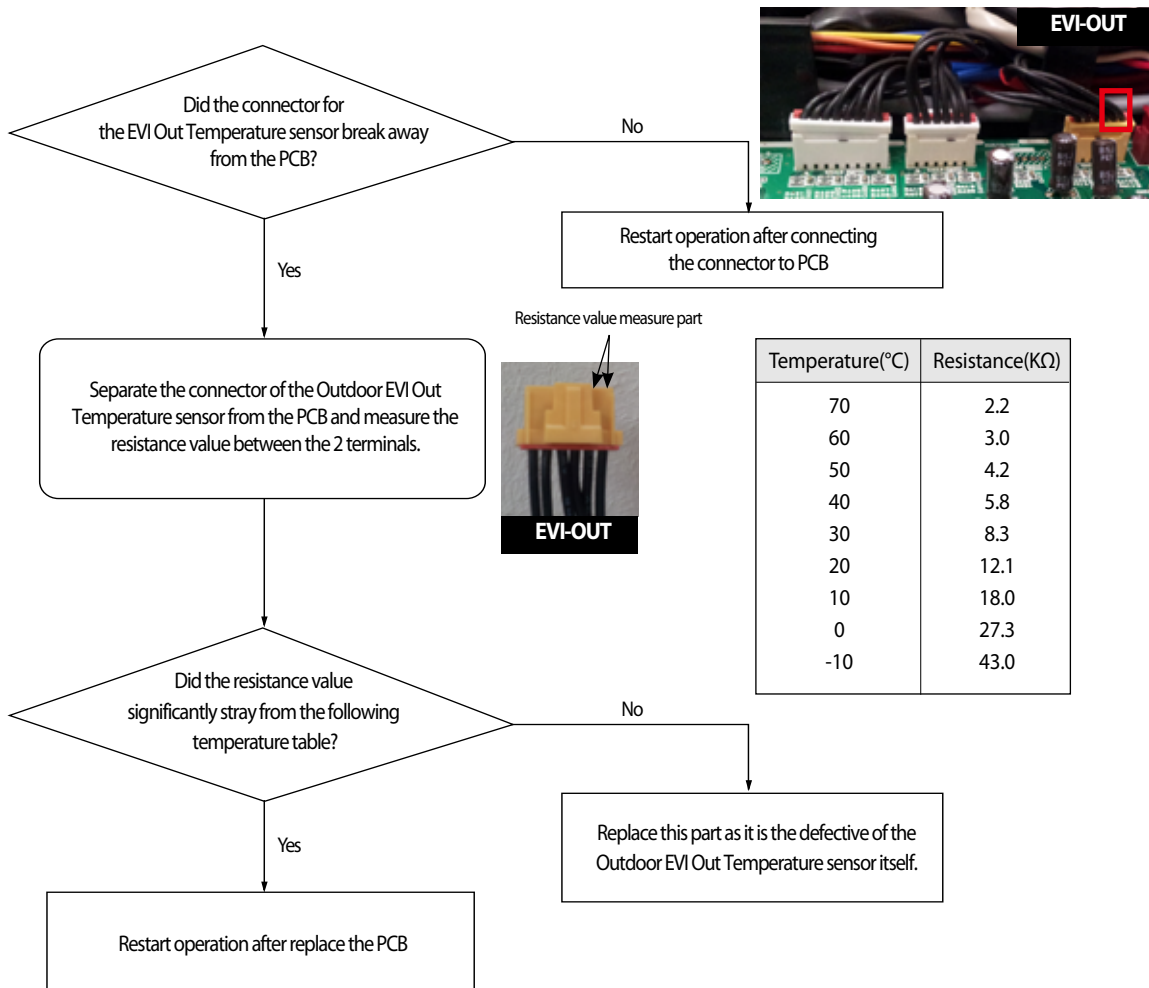 EVI-OUT
Did the connector for
the EVI Out Temperature sensor break away
from the PCB?
No
Restart operation after connecting
the connector to PCB
Yes
Resistance value measure part
Separate the connector of the Outdoor EVI Out
Temperature sensor from the PCB and measure the
resistance value between the 2 terminals.
EVI-OUT
Temperature(°C) Resistance(KΩ)
70 2.2
60 3.0
50 4.2
40 5.8
30 8.3
20 12.1
10 18.0
0 27.3
-10 43.0
Did the resistance value
significantly stray from the following
temperature table?
No
Replace this part as it is the defective of the
Outdoor EVI Out Temperature sensor itself.
Yes
Restart operation after replace the PCB